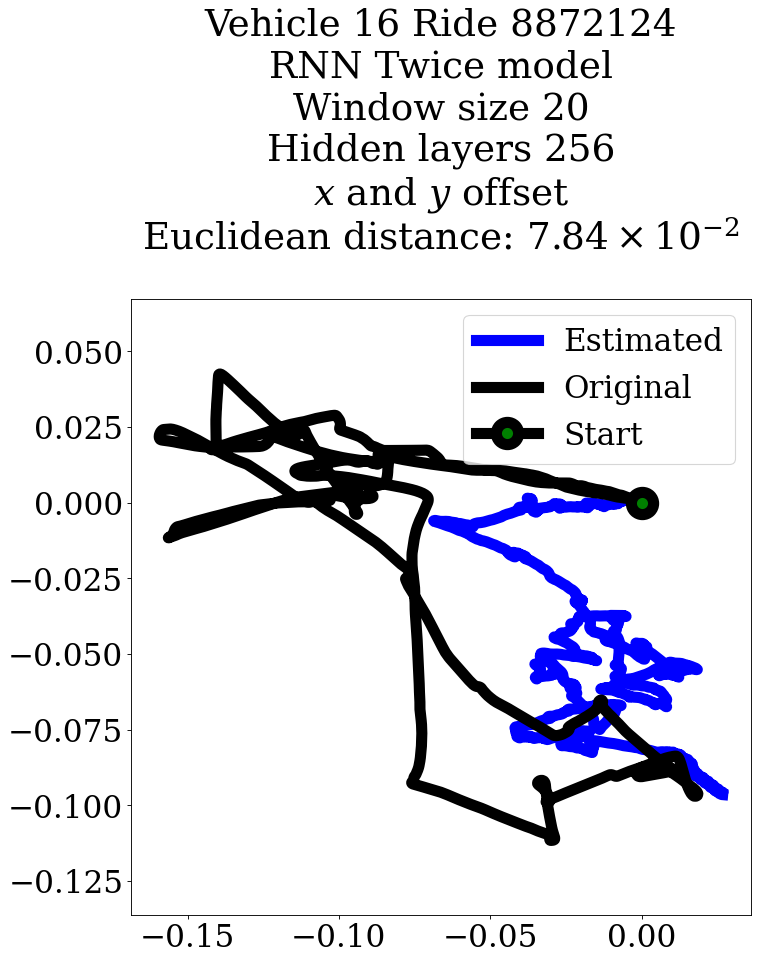 Vehicle 16 Ride 8872124
RNN Twice model
Window size 20
Hidden layers 256
x and y offset
Euclidean distance: 7.84 × 10⁻²
Estimated
Original
Start
0.050
0.025
0.000
−0.025
−0.050
−0.075
−0.100
−0.125
−0.15 −0.10 −0.05 0.00